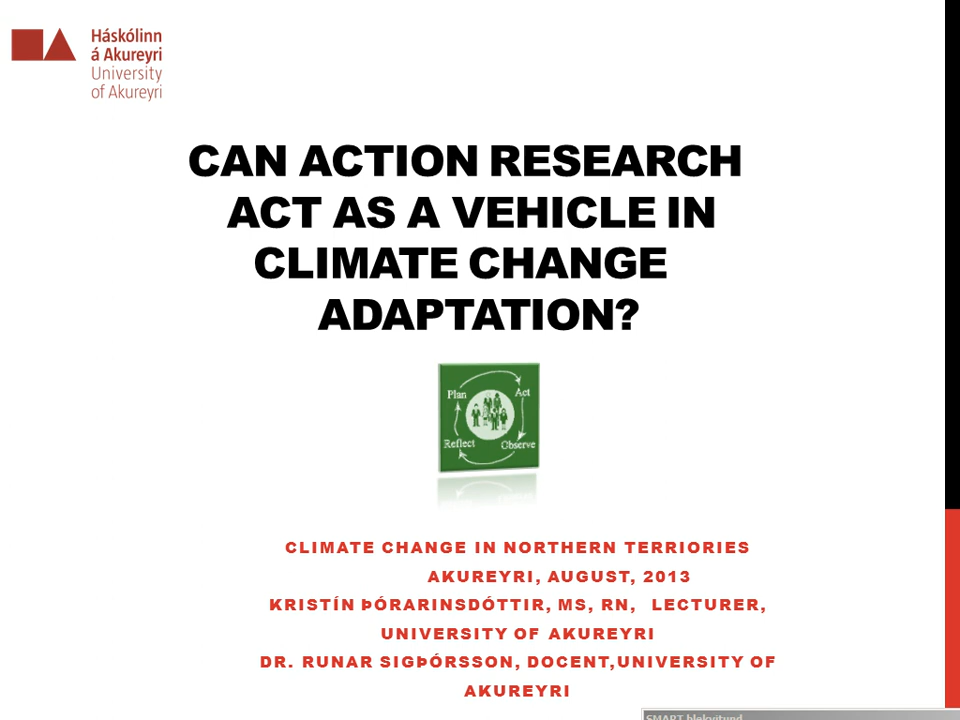 Háskólinn
á Akureyri
University
of Akureyri
CAN ACTION RESEARCH
ACT AS A VEHICLE IN
CLIMATE CHANGE
ADAPTATION?
Plan
Act
Reflect
Observe
CLIMATE CHANGE IN NORTHERN TERRIORIES
AKUREYRI, AUGUST, 2013
KRISTÍN ÞÓRARINSDÓTTIR, MS, RN, LECTURER,
UNIVERSITY OF AKUREYRI
DR. RUNAR SIGÞÓRSSON, DOCENT,UNIVERSITY OF
AKUREYRI
SMART blekvitund